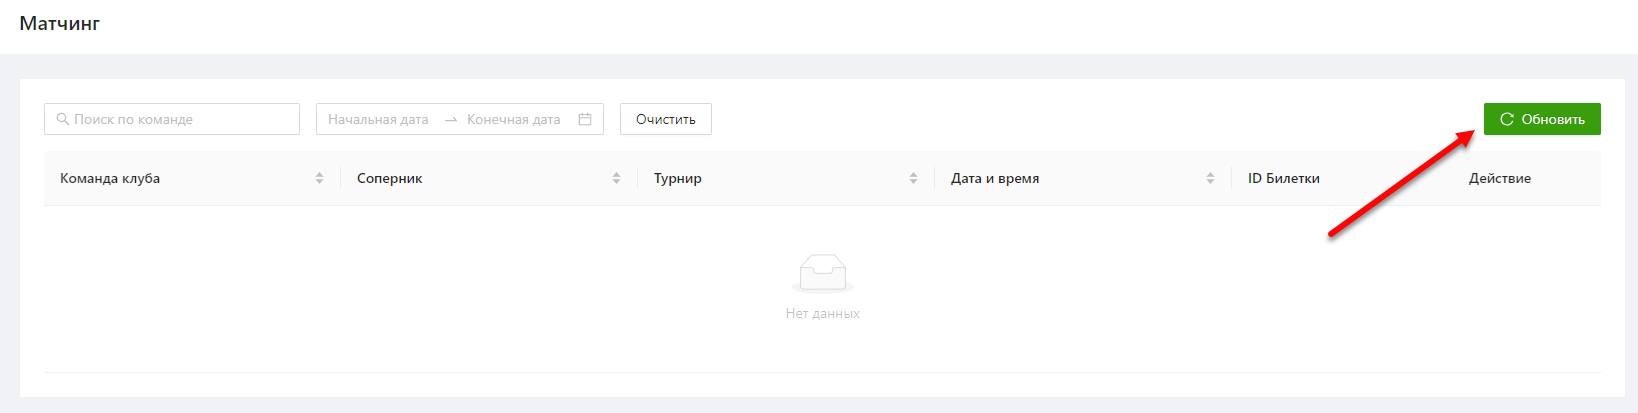 Матчинг
Поиск по команде
Начальная дата → Конечная дата
Очистить
Обновить
Команда клуба
Соперник
Турнир
Дата и время
ID Билетки
Действие
Нет данных